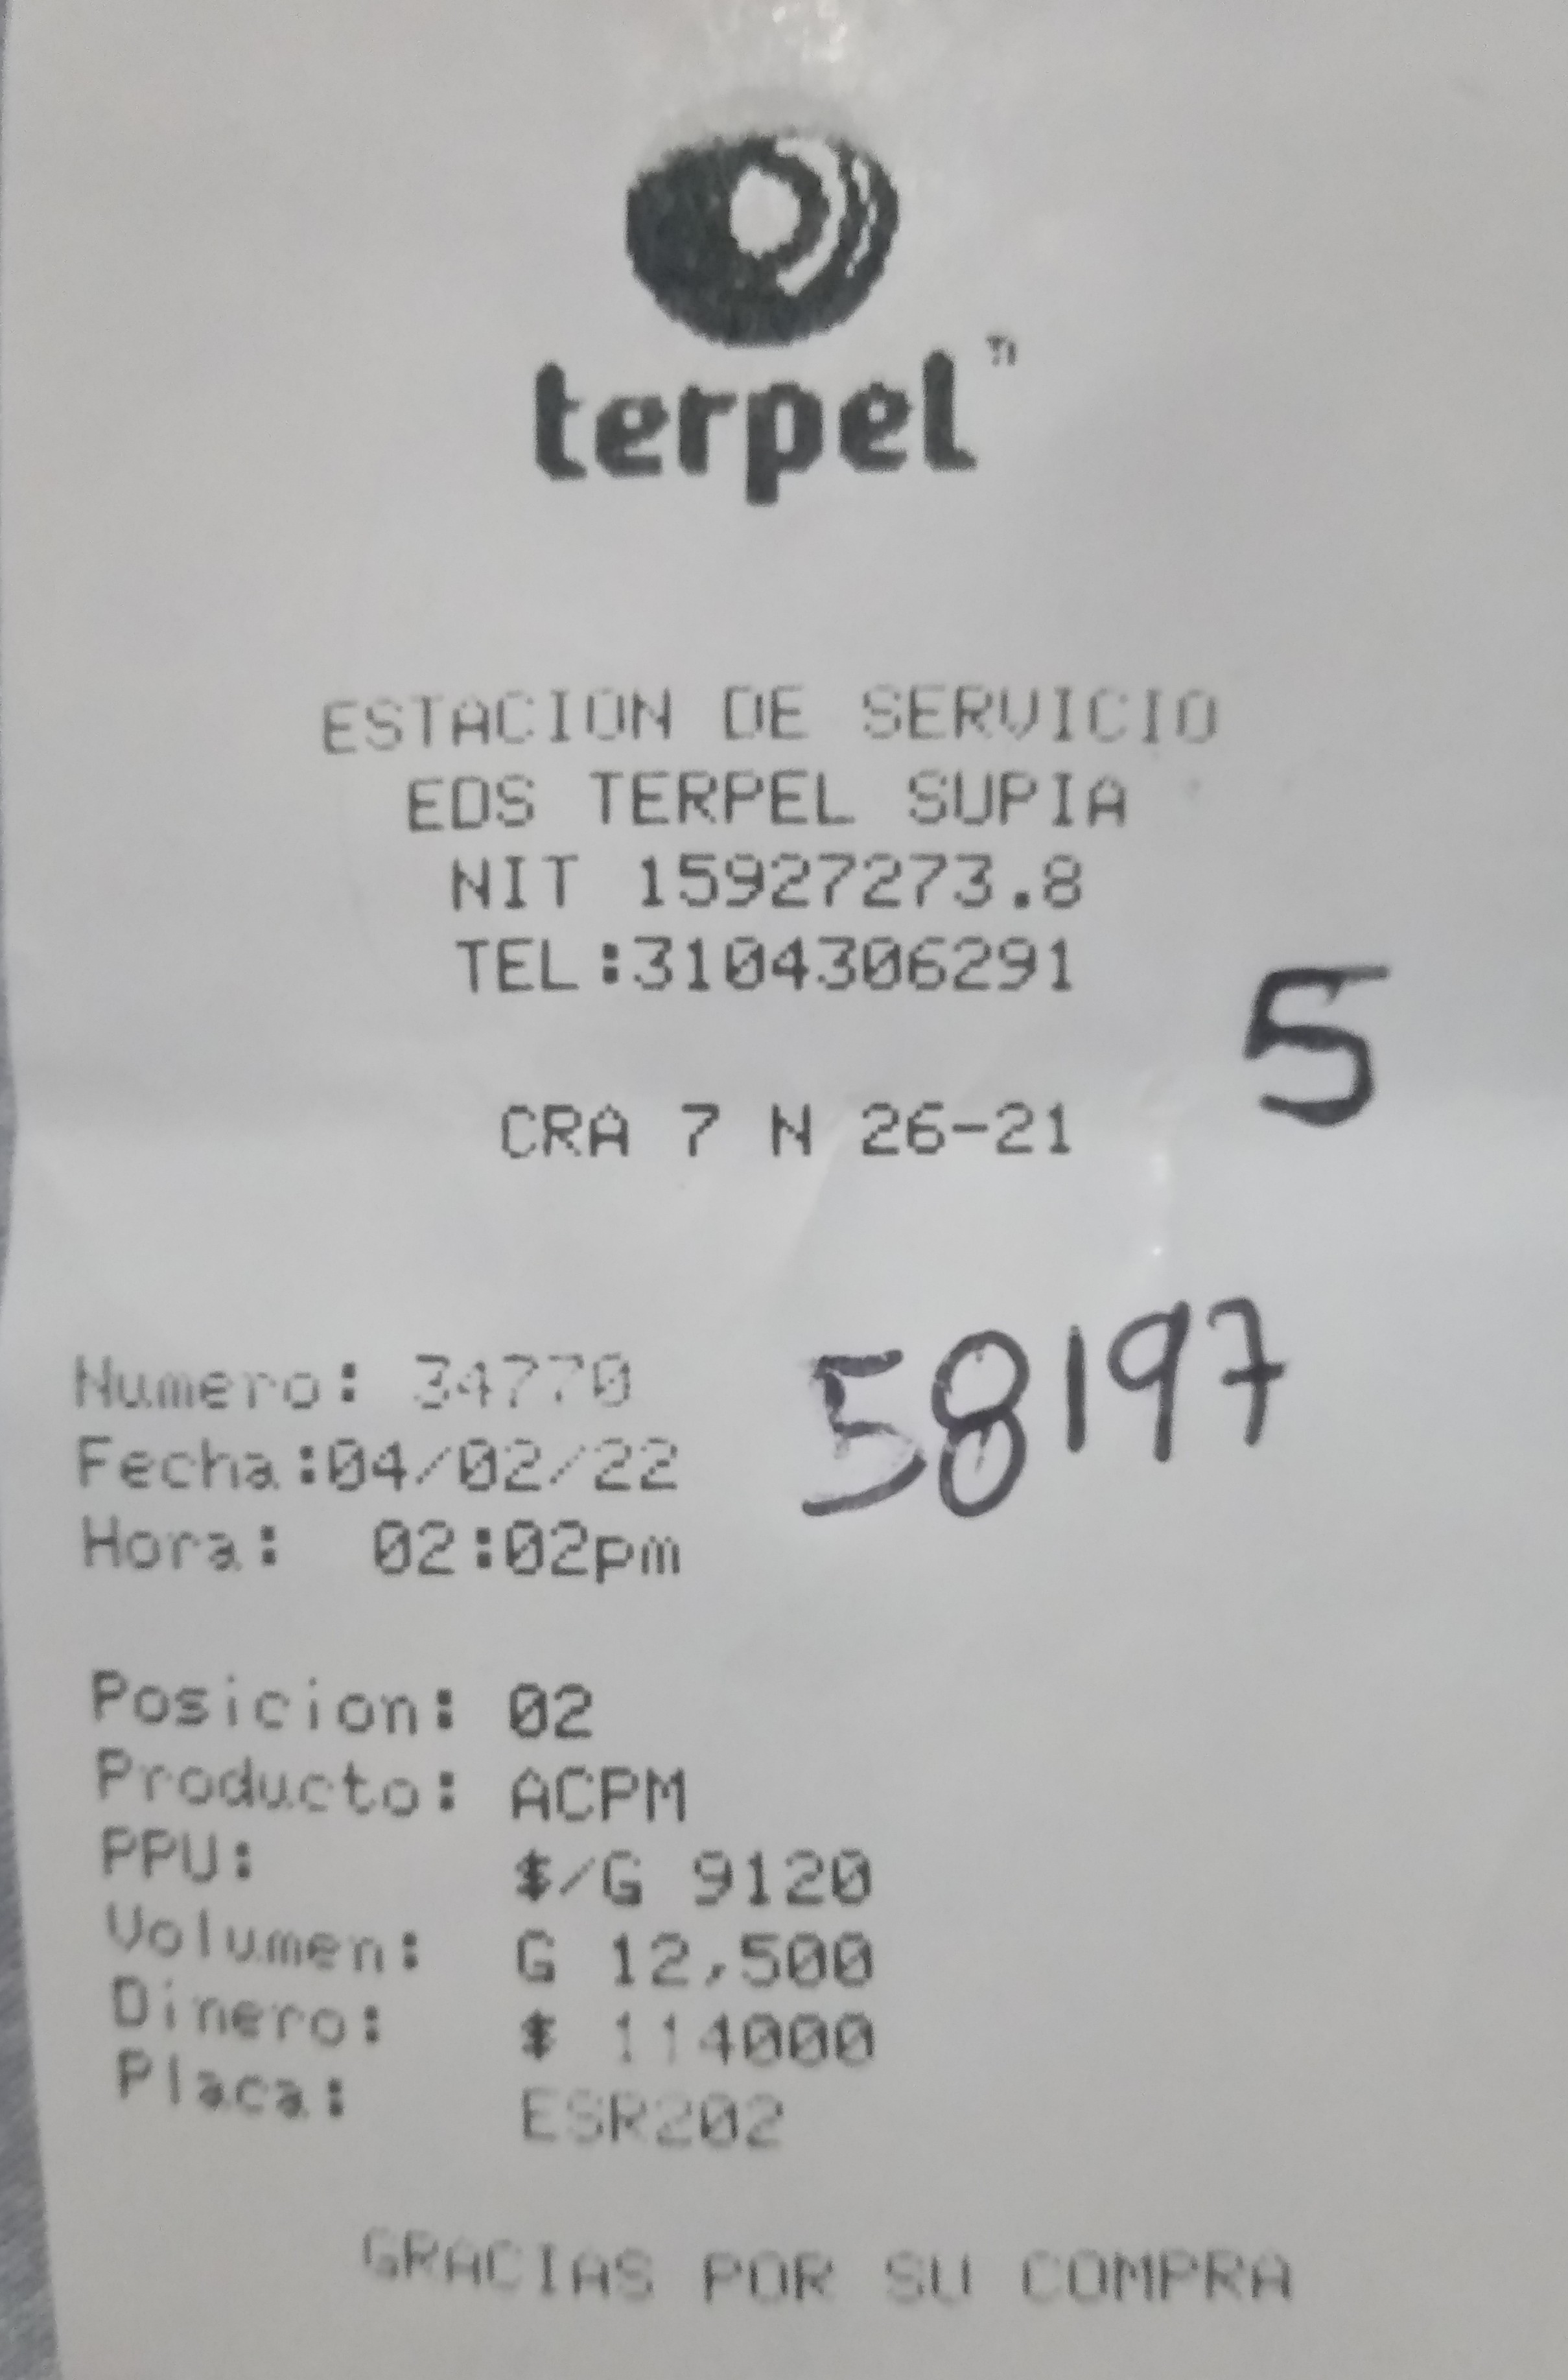 terpel™
ESTACION DE SERVICIO
EDS TERPEL SUPIA
NIT 15927273.8
TEL:3104306291
5
CRA 7 N 26-21
58197
Numero: 34770
Fecha:04/02/22
Hora: 02:02pm
Posicion: 02
Producto: ACPM
PPU: $/G 9120
Volumen: G 12,500
Dinero: $ 114000
Placa: ESR202
GRACIAS POR SU COMPRA